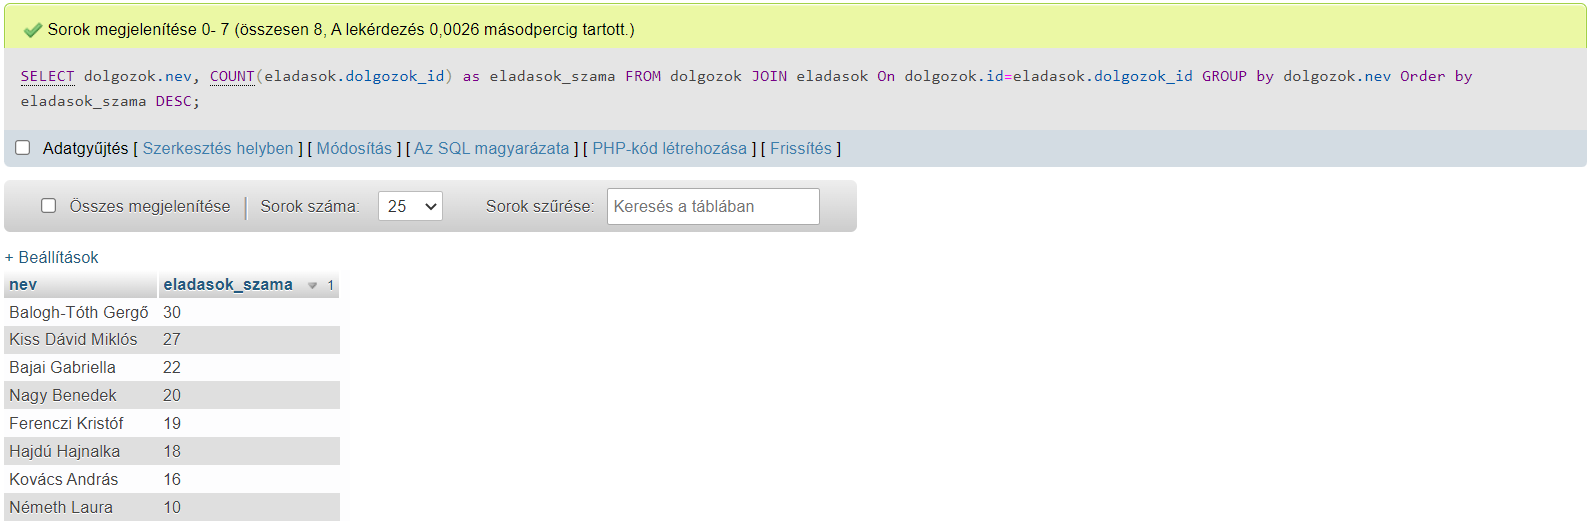 Sorok megjelenítése 0- 7 (összesen 8, A lekérdezés 0,0026 másodpercig tartott.)
SELECT dolgozok.nev, COUNT(eladasok.dolgozok_id) as eladasok_szama FROM dolgozok JOIN eladasok On dolgozok.id=eladasok.dolgozok_id GROUP by dolgozok.nev Order by
eladasok_szama DESC;
Adatgyűjtés [ Szerkesztés helyben ] [ Módosítás ] [ Az SQL magyarázata ] [ PHP-kód létrehozása ] [ Frissítés ]
Összes megjelenítése Sorok száma: 25 Sorok szűrése: Keresés a táblában
+ Beállítások
nev eladasok_szama 1
Balogh-Tóth Gergő 30
Kiss Dávid Miklós 27
Bajai Gabriella 22
Nagy Benedek 20
Ferenczi Kristóf 19
Hajdú Hajnalka 18
Kovács András 16
Németh Laura 10